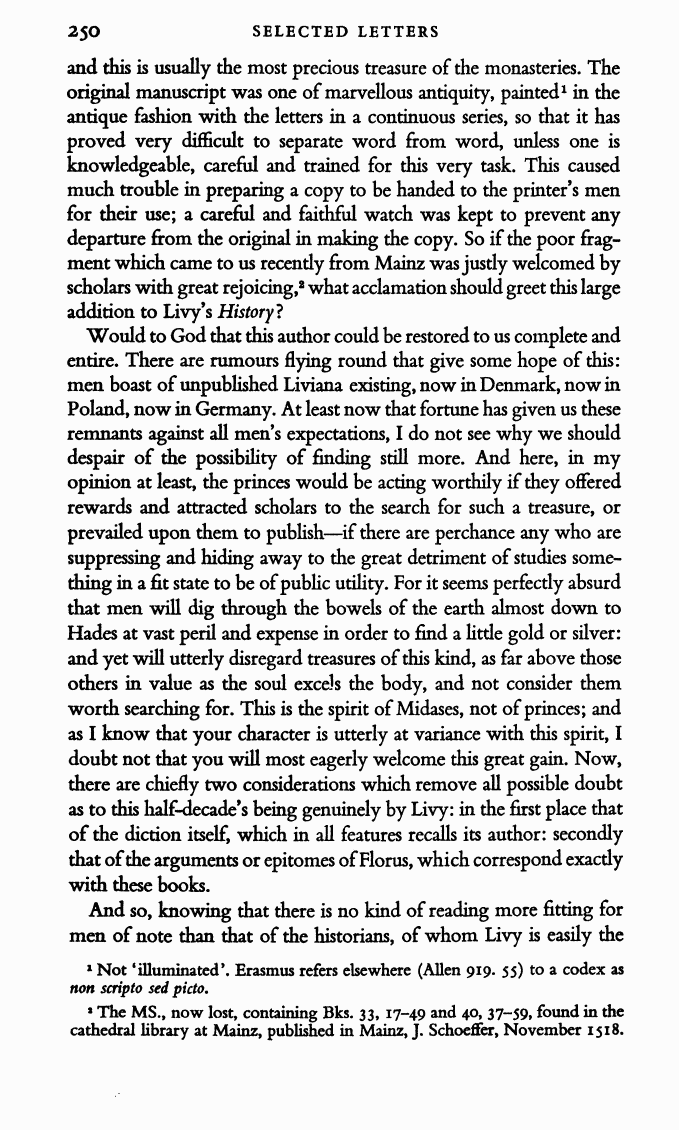 250 SELECTED LETTERS
and this is usually the most precious treasure of the monasteries. The
original manuscript was one of marvellous antiquity, painted¹ in the
antique fashion with the letters in a continuous series, so that it has
proved very difficult to separate word from word, unless one is
knowledgeable, careful and trained for this very task. This caused
much trouble in preparing a copy to be handed to the printer's men
for their use; a careful and faithful watch was kept to prevent any
departure from the original in making the copy. So if the poor frag-
ment which came to us recently from Mainz was justly welcomed by
scholars with great rejoicing,² what acclamation should greet this large
addition to Livy's History?
Would to God that this author could be restored to us complete and
entire. There are rumours flying round that give some hope of this:
men boast of unpublished Liviana existing, now in Denmark, now in
Poland, now in Germany. At least now that fortune has given us these
remnants against all men's expectations, I do not see why we should
despair of the possibility of finding still more. And here, in my
opinion at least, the princes would be acting worthily if they offered
rewards and attracted scholars to the search for such a treasure, or
prevailed upon them to publish—if there are perchance any who are
suppressing and hiding away to the great detriment of studies some-
thing in a fit state to be of public utility. For it seems perfectly absurd
that men will dig through the bowels of the earth almost down to
Hades at vast peril and expense in order to find a little gold or silver:
and yet will utterly disregard treasures of this kind, as far above those
others in value as the soul excels the body, and not consider them
worth searching for. This is the spirit of Midases, not of princes; and
as I know that your character is utterly at variance with this spirit, I
doubt not that you will most eagerly welcome this great gain. Now,
there are chiefly two considerations which remove all possible doubt
as to this half-decade's being genuinely by Livy: in the first place that
of the diction itself, which in all features recalls its author: secondly
that of the arguments or epitomes of Florus, which correspond exactly
with these books.
And so, knowing that there is no kind of reading more fitting for
men of note than that of the historians, of whom Livy is easily the
¹ Not 'illuminated'. Erasmus refers elsewhere (Allen 919. 55) to a codex as
non scripto sed picto.
² The MS., now lost, containing Bks. 33, 17–49 and 40, 37–59, found in the
cathedral library at Mainz, published in Mainz, J. Schoeffer, November 1518.